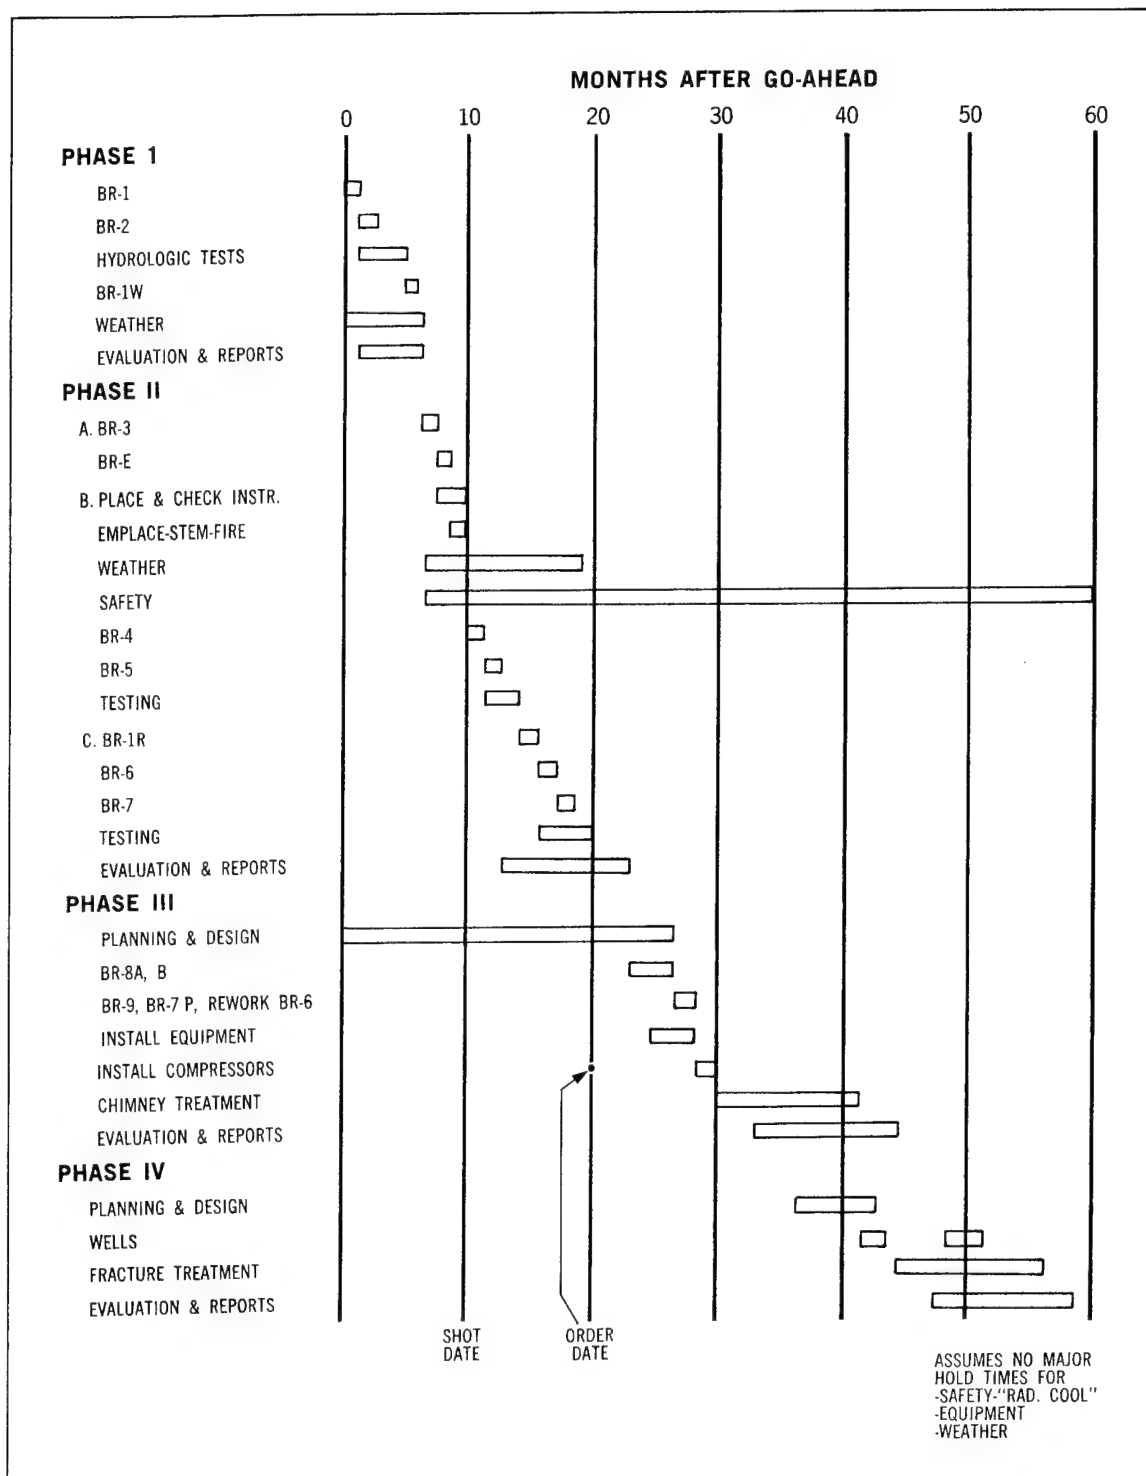 MONTHS AFTER GO-AHEAD
0 10 20 30 40 50 60
PHASE 1
BR-1
BR-2
HYDROLOGIC TESTS
BR-1W
WEATHER
EVALUATION & REPORTS
PHASE II
A. BR-3
BR-E
B. PLACE & CHECK INSTR.
EMPLACE-STEM-FIRE
WEATHER
SAFETY
BR-4
BR-5
TESTING
C. BR-1R
BR-6
BR-7
TESTING
EVALUATION & REPORTS
PHASE III
PLANNING & DESIGN
BR-8A, B
BR-9, BR-7 P, REWORK BR-6
INSTALL EQUIPMENT
INSTALL COMPRESSORS
CHIMNEY TREATMENT
EVALUATION & REPORTS
PHASE IV
PLANNING & DESIGN
WELLS
FRACTURE TREATMENT
EVALUATION & REPORTS
SHOT
DATE
ORDER
DATE
ASSUMES NO MAJOR
HOLD TIMES FOR
-SAFETY-"RAD. COOL"
-EQUIPMENT
-WEATHER